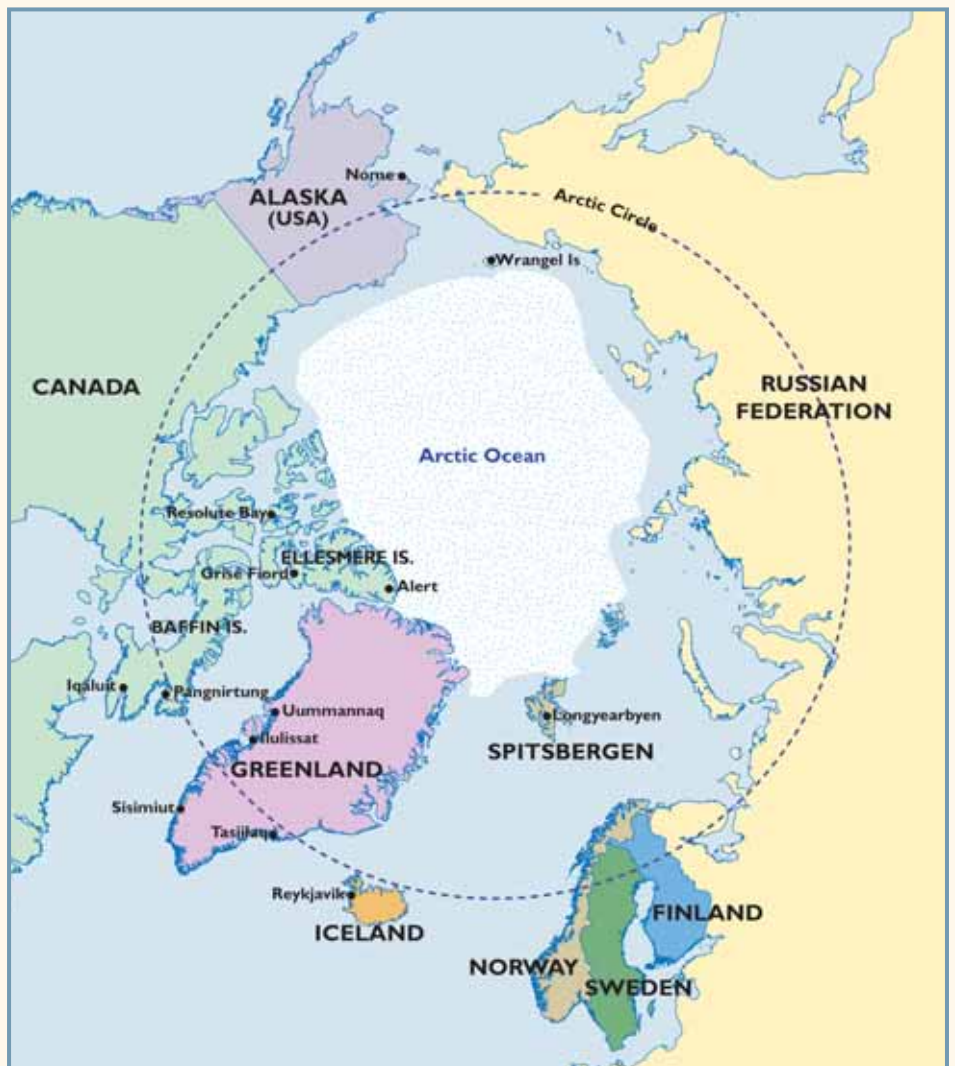 Nome
ALASKA
(USA)
Arctic Circle
Wrangel Is
CANADA
RUSSIAN
FEDERATION
Arctic Ocean
Resolute Bay
ELLESMERE IS.
Grise Fiord
Alert
BAFFIN IS.
Iqaluit
Pangnirtung
Uummannaq
Longyearbyen
Ilulissat
SPITSBERGEN
GREENLAND
Sisimiut
Tasiilaq
Reykjavik
FINLAND
ICELAND
NORWAY
SWEDEN